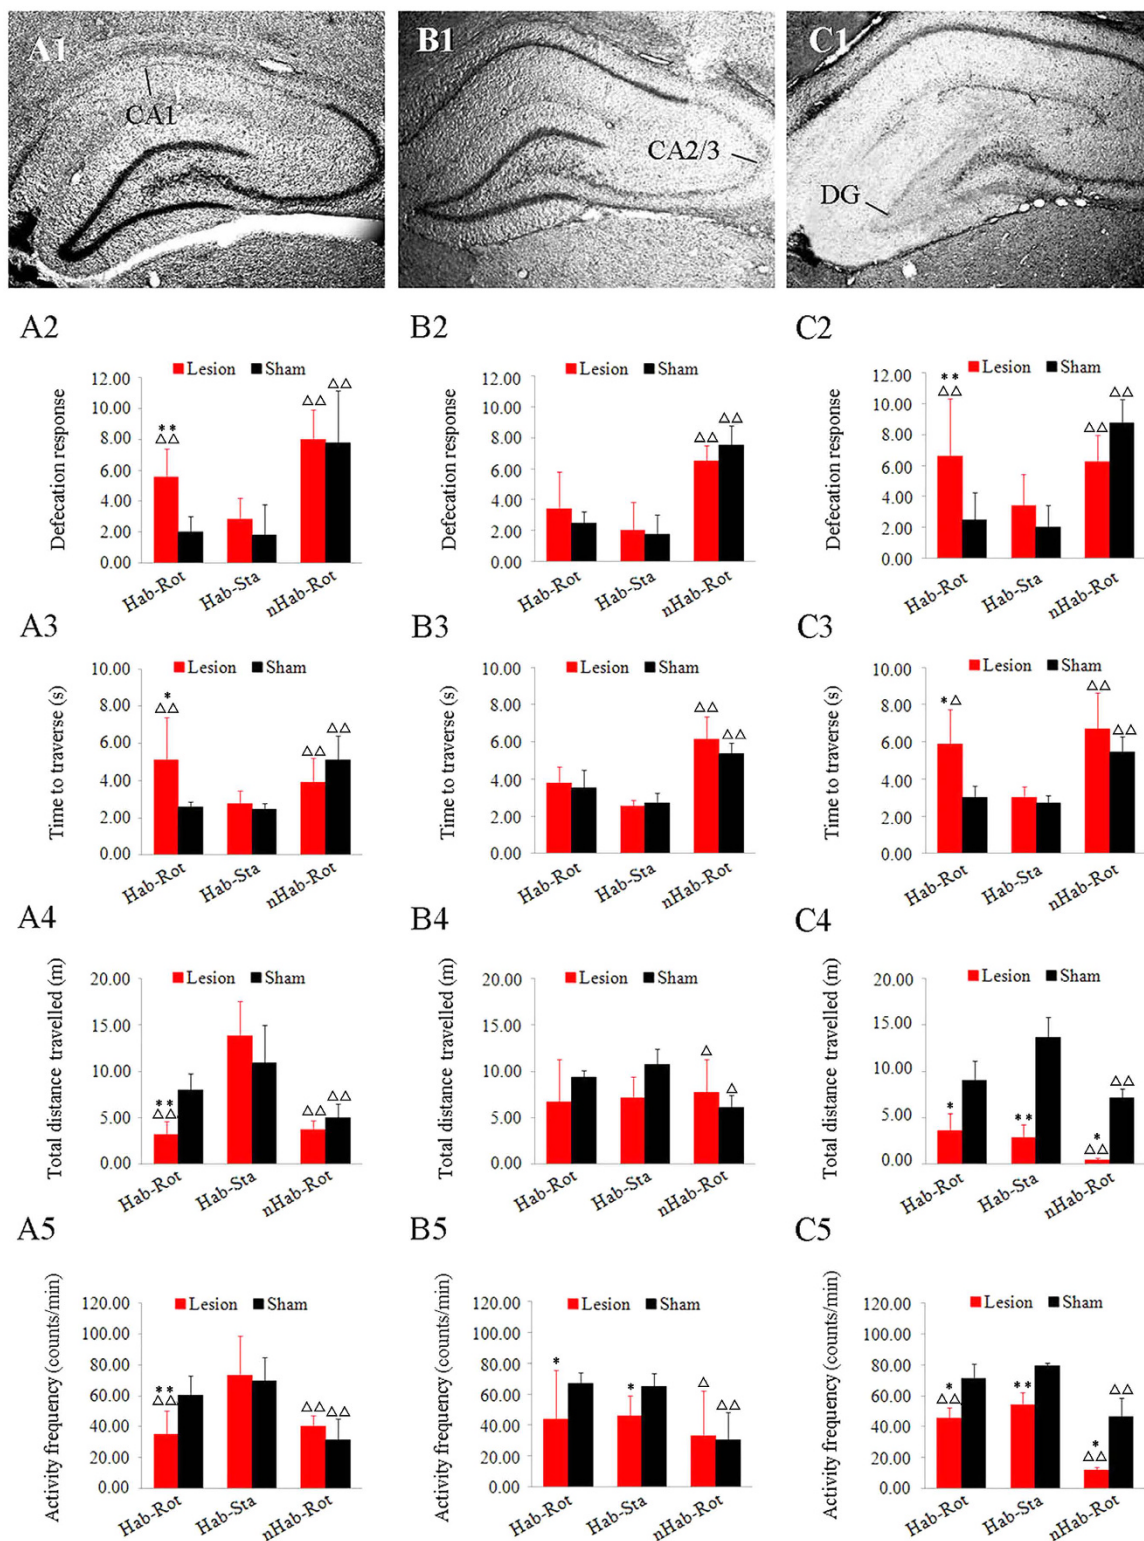 A1
CA1
B1
CA2/3
C1
DG
A2
Lesion Sham
Defecation response
12.00
10.00
8.00
6.00
4.00
2.00
0.00
** △△
△△ △△
Hab-Rot Hab-Sta nHab-Rot
B2
Lesion Sham
Defecation response
12.00
10.00
8.00
6.00
4.00
2.00
0.00
△△ △△
Hab-Rot Hab-Sta nHab-Rot
C2
Lesion Sham
Defecation response
12.00
10.00
8.00
6.00
4.00
2.00
0.00
** △△
△△ △△
Hab-Rot Hab-Sta nHab-Rot
A3
Lesion Sham
Time to traverse (s)
10.00
8.00
6.00
4.00
2.00
0.00
* △△
△△ △△
Hab-Rot Hab-Sta nHab-Rot
B3
Lesion Sham
Time to traverse (s)
10.00
8.00
6.00
4.00
2.00
0.00
△△ △△
Hab-Rot Hab-Sta nHab-Rot
C3
Lesion Sham
Time to traverse (s)
10.00
8.00
6.00
4.00
2.00
0.00
*△
△△ △△
Hab-Rot Hab-Sta nHab-Rot
A4
Lesion Sham
Total distance travelled (m)
20.00
15.00
10.00
5.00
0.00
** △△
△△ △△
Hab-Rot Hab-Sta nHab-Rot
B4
Lesion Sham
Total distance travelled (m)
20.00
15.00
10.00
5.00
0.00
△ △
Hab-Rot Hab-Sta nHab-Rot
C4
Lesion Sham
Total distance travelled (m)
20.00
15.00
10.00
5.00
0.00
* ** * △△ △△
Hab-Rot Hab-Sta nHab-Rot
A5
Lesion Sham
Activity frequency (counts/min)
120.00
100.00
80.00
60.00
40.00
20.00
0.00
** △△
△△ △△
Hab-Rot Hab-Sta nHab-Rot
B5
Lesion Sham
Activity frequency (counts/min)
120.00
100.00
80.00
60.00
40.00
20.00
0.00
* * △ △△
Hab-Rot Hab-Sta nHab-Rot
C5
Lesion Sham
Activity frequency (counts/min)
120.00
100.00
80.00
60.00
40.00
20.00
0.00
* △△ ** * △△ △△
Hab-Rot Hab-Sta nHab-Rot